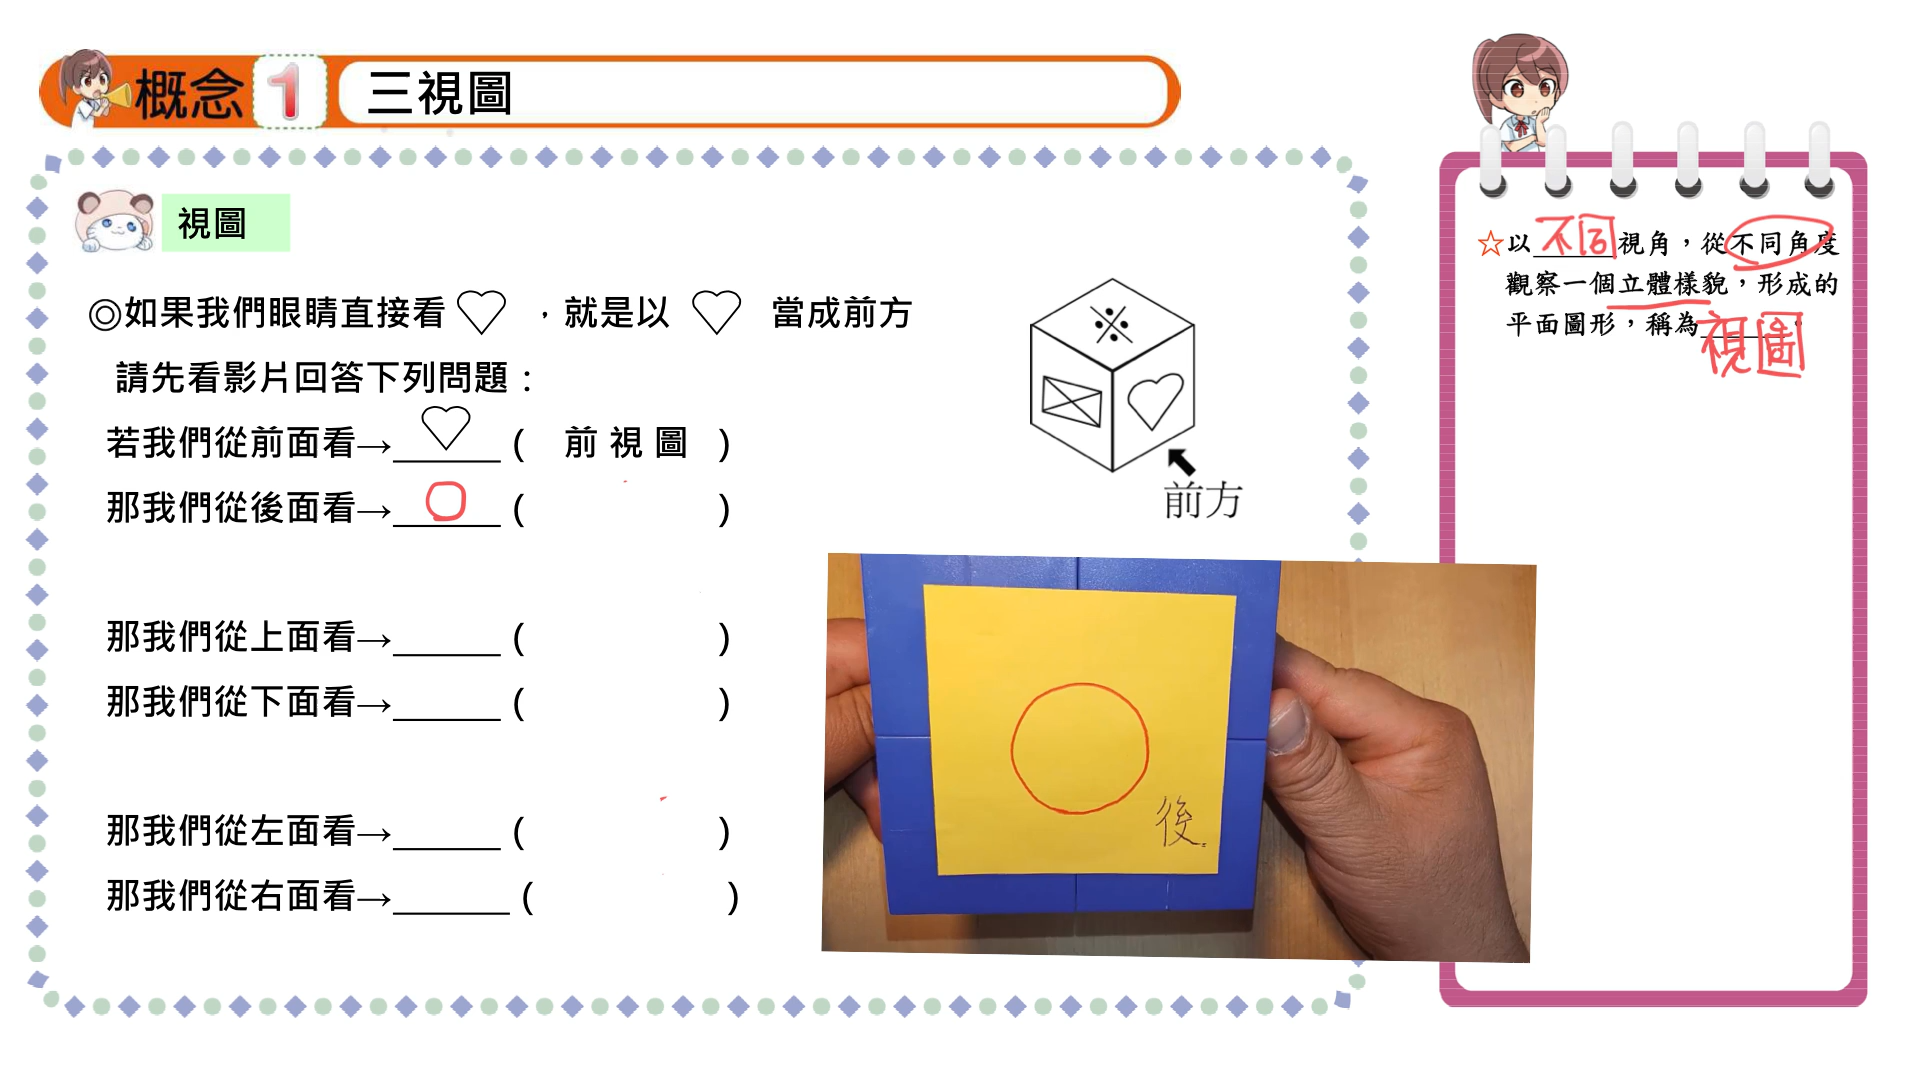 概念 1 三視圖
視圖
◎如果我們眼睛直接看♡,就是以♡當成前方
請先看影片回答下列問題:
若我們從前面看→♡( 前視圖 )
那我們從後面看→○( )
那我們從上面看→______( )
那我們從下面看→______( )
那我們從左面看→______( )
那我們從右面看→______( )
※
前方
後
☆以不同視角,從不同角度
觀察一個立體樣貌,形成的
平面圖形,稱為視圖。